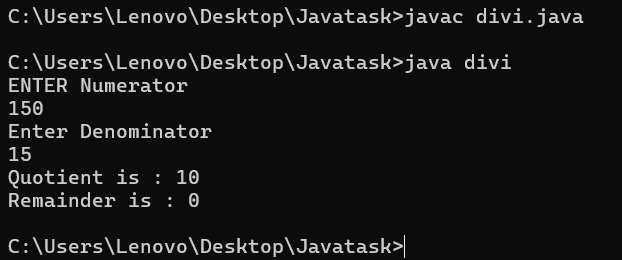 C:\Users\Lenovo\Desktop\Javatask>javac divi.java
C:\Users\Lenovo\Desktop\Javatask>java divi
ENTER Numerator
150
Enter Denominator
15
Quotient is : 10
Remainder is : 0
C:\Users\Lenovo\Desktop\Javatask>